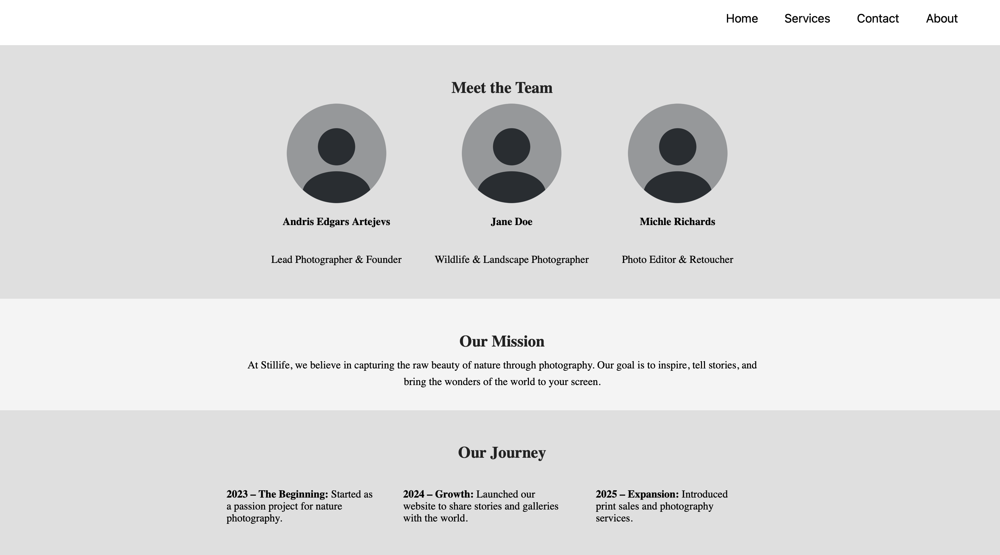 Home Services Contact About
Meet the Team
Andris Edgars Artejevs
Jane Doe
Michle Richards
Lead Photographer & Founder
Wildlife & Landscape Photographer
Photo Editor & Retoucher
Our Mission
At Stillife, we believe in capturing the raw beauty of nature through photography. Our goal is to inspire, tell stories, and
bring the wonders of the world to your screen.
Our Journey
2023 – The Beginning: Started as
a passion project for nature
photography.
2024 – Growth: Launched our
website to share stories and galleries
with the world.
2025 – Expansion: Introduced
print sales and photography
services.